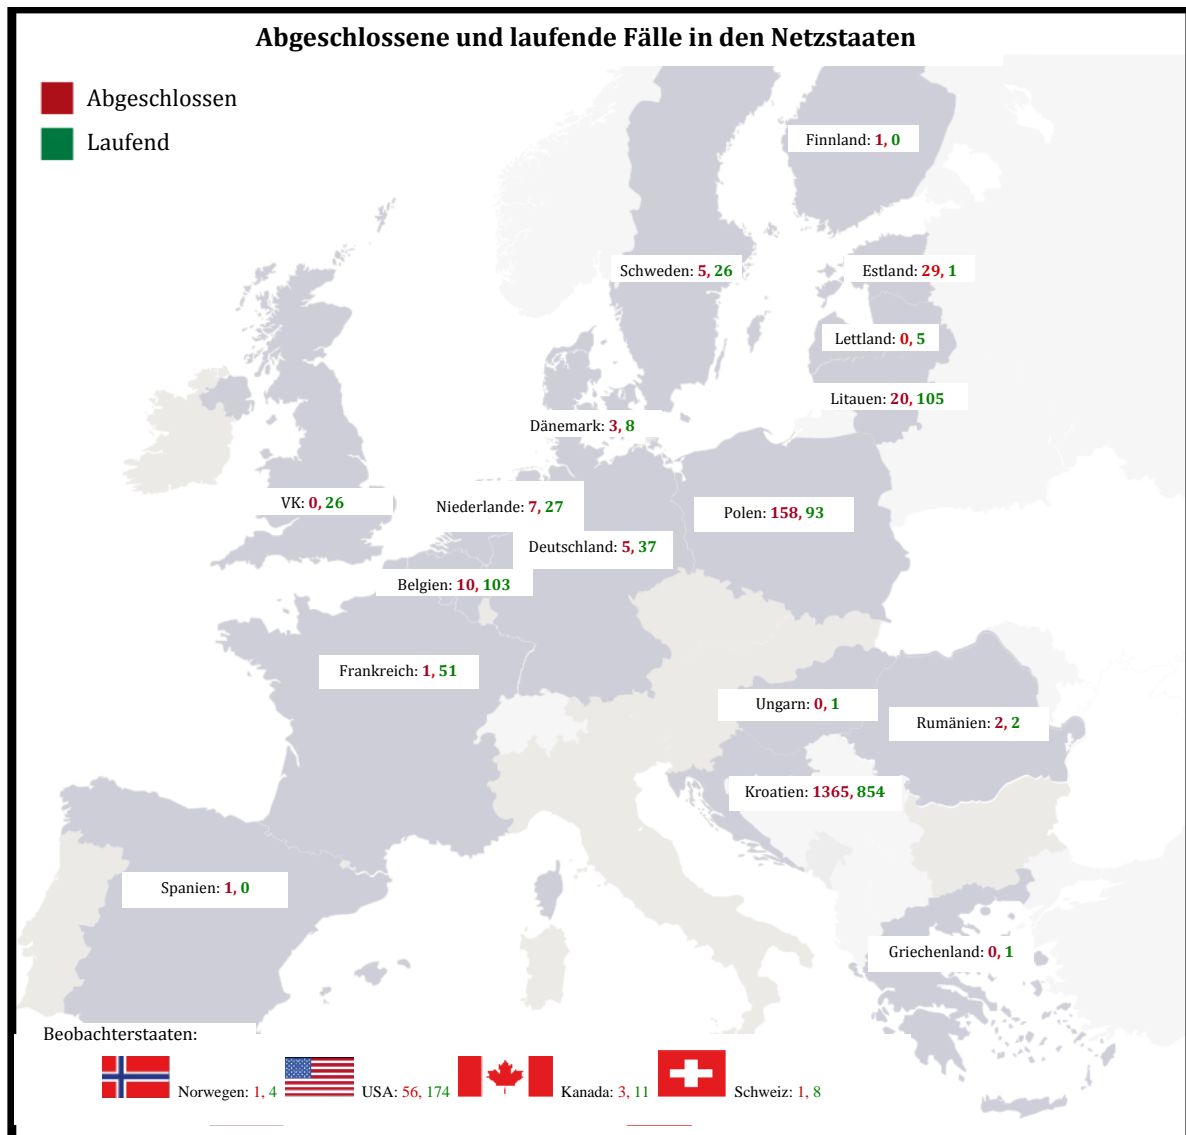 Abgeschlossene und laufende Fälle in den Netzstaaten
Abgeschlossen
Laufend
Finnland: 1, 0
Schweden: 5, 26
Estland: 29, 1
Lettland: 0, 5
Litauen: 20, 105
Dänemark: 3, 8
VK: 0, 26
Niederlande: 7, 27
Polen: 158, 93
Deutschland: 5, 37
Belgien: 10, 103
Frankreich: 1, 51
Ungarn: 0, 1
Rumänien: 2, 2
Kroatien: 1365, 854
Spanien: 1, 0
Griechenland: 0, 1
Beobachterstaaten:
Norwegen: 1, 4
USA: 56, 174
Kanada: 3, 11
Schweiz: 1, 8